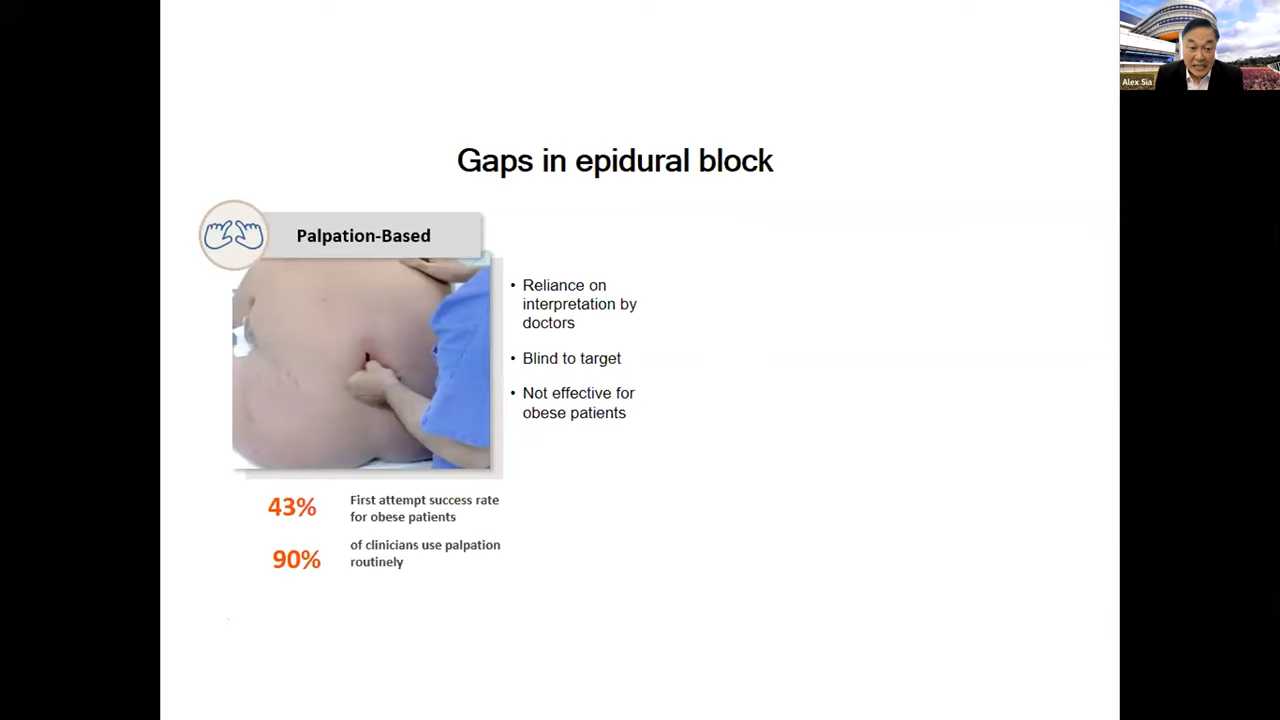 Alex Sia
Gaps in epidural block
Palpation-Based
• Reliance on
interpretation by
doctors
• Blind to target
• Not effective for
obese patients
43%
First attempt success rate
for obese patients
90%
of clinicians use palpation
routinely